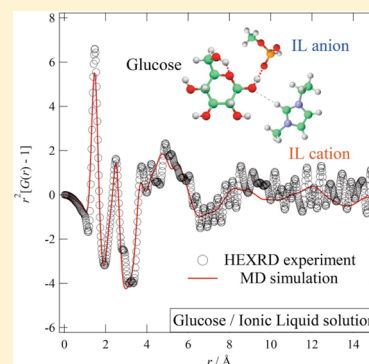 IL anion
Glucose
IL cation
r²[G(r) - 1]
8
6
4
2
0
-2
-4
-6
HEXRD experiment
MD simulation
Glucose / Ionic Liquid solution
0 2 4 6 8 10 12 14
r / Å